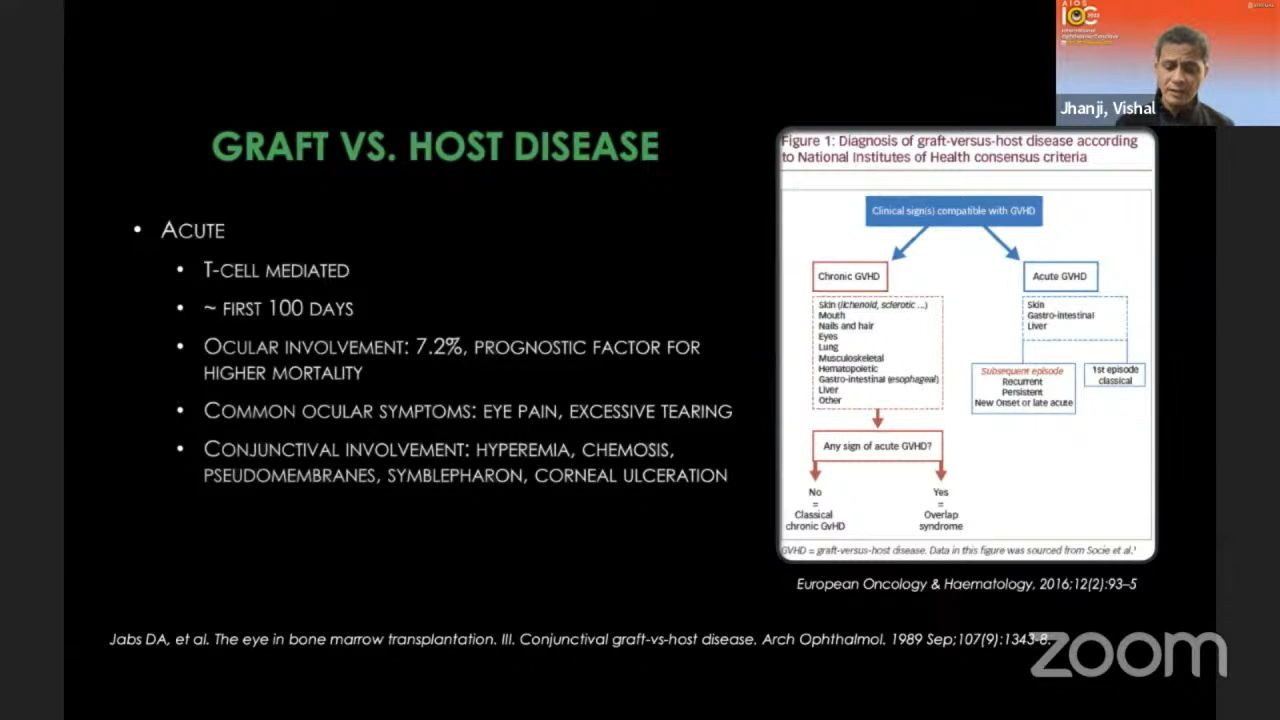 AIOS
IOC
Jhanji, Vishal
GRAFT VS. HOST DISEASE
• ACUTE
• T-CELL MEDIATED
• ~ FIRST 100 DAYS
• OCULAR INVOLVEMENT: 7.2%, PROGNOSTIC FACTOR FOR
HIGHER MORTALITY
• COMMON OCULAR SYMPTOMS: EYE PAIN, EXCESSIVE TEARING
• CONJUNCTIVAL INVOLVEMENT: HYPEREMIA, CHEMOSIS,
PSEUDOMEMBRANES, SYMBLEPHARON, CORNEAL ULCERATION
Figure 1: Diagnosis of graft-versus-host disease according
to National Institutes of Health consensus criteria
Clinical sign(s) compatible with GVHD
Chronic GVHD
Skin (lichenoid, sclerotic ...)
Mouth
Nails and hair
Eyes
Lung
Musculoskeletal
Hematopoietic
Gastro-intestinal (esophageal)
Liver
Other
Any sign of acute GVHD?
No
=
Classical
chronic GvHD
Yes
=
Overlap
syndrome
Acute GVHD
Skin
Gastro-intestinal
Liver
Subsequent episode
Recurrent
Persistent
New Onset or late acute
1st episode
classical
GVHD = graft-versus-host disease. Data in this figure was sourced from Socie et al.¹
European Oncology & Haematology, 2016;12(2):93–5
Jabs DA, et al. The eye in bone marrow transplantation. III. Conjunctival graft-vs-host disease. Arch Ophthalmol. 1989 Sep;107(9):1343-8.
zoom